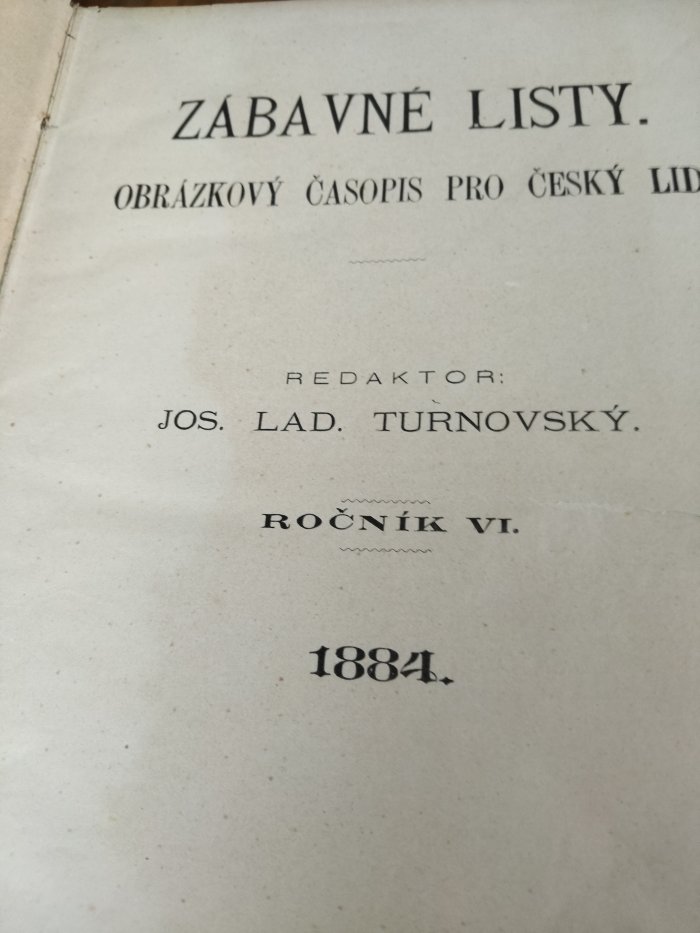 ZÁBAVNÉ LISTY.
OBRÁZKOVÝ ČASOPIS PRO ČESKÝ LID
REDAKTOR:
JOS. LAD. TURNOVSKÝ.
ROČNÍK VI.
1884.